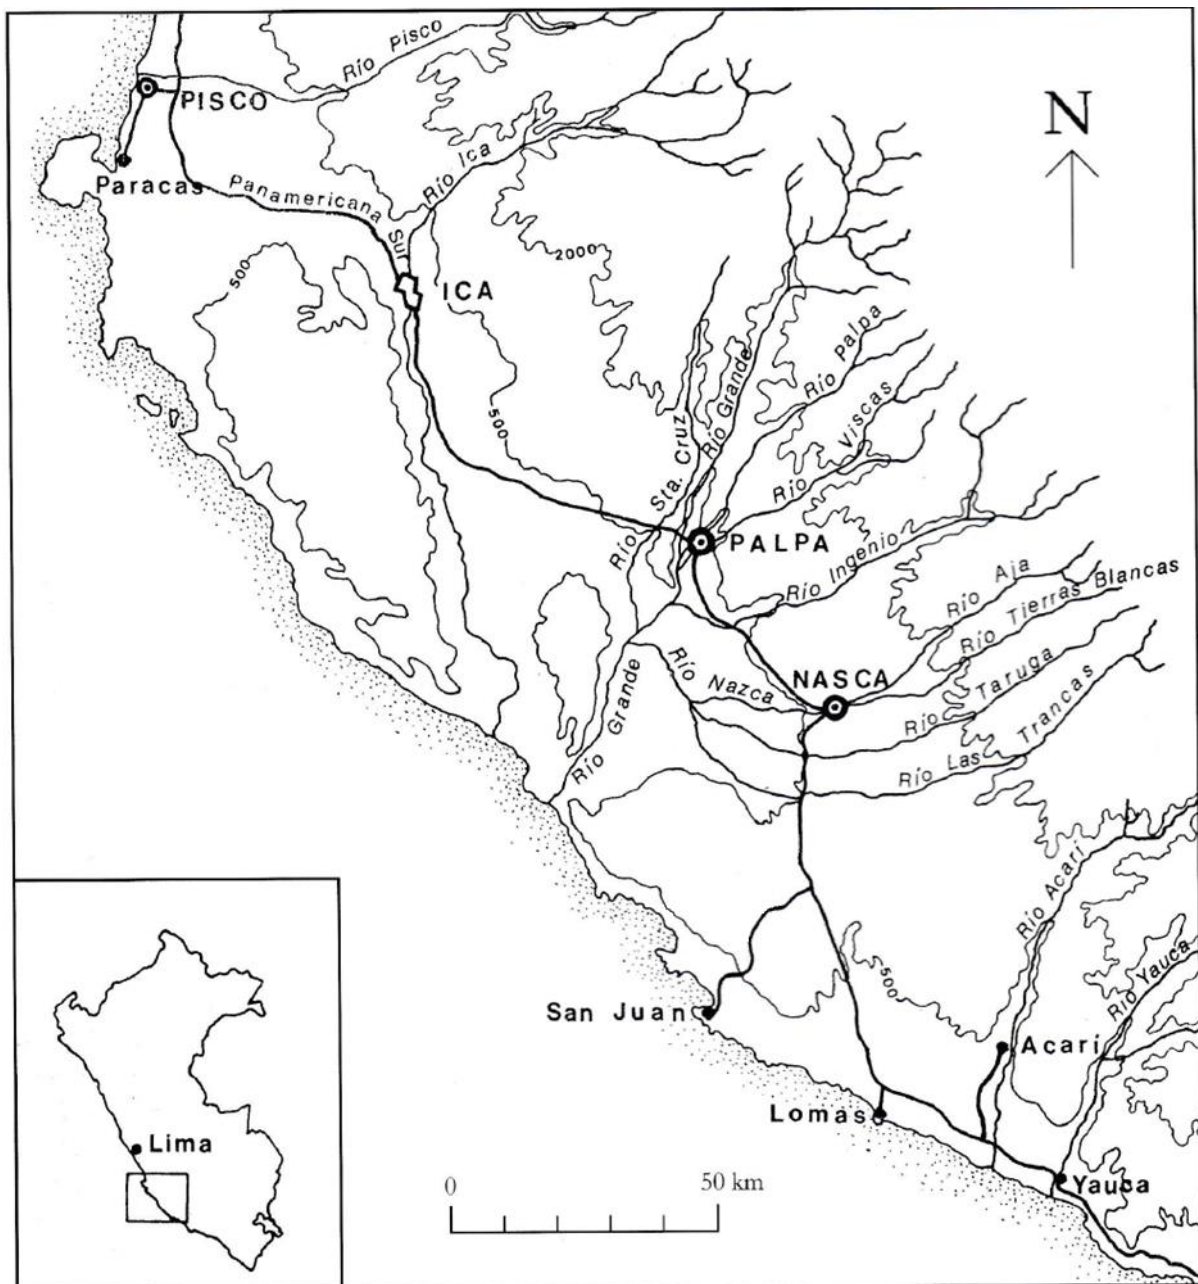 Río Pisco
PISCO
N
Río Ica
Paracas
Panamericana Sur
2000
500
ICA
Río Palpa
Río Grande
Sta. Cruz
Río
Río Viscas
500
PALPA
Río Ingenio
Río Aja
Río Tierras Blancas
Río Nazca
NASCA
Río Taruga
Río Grande
Río Las Trancas
Río Acarí
Río Yauca
500
San Juan
Acarí
Lomas
Lima
0
50 km
Yauca